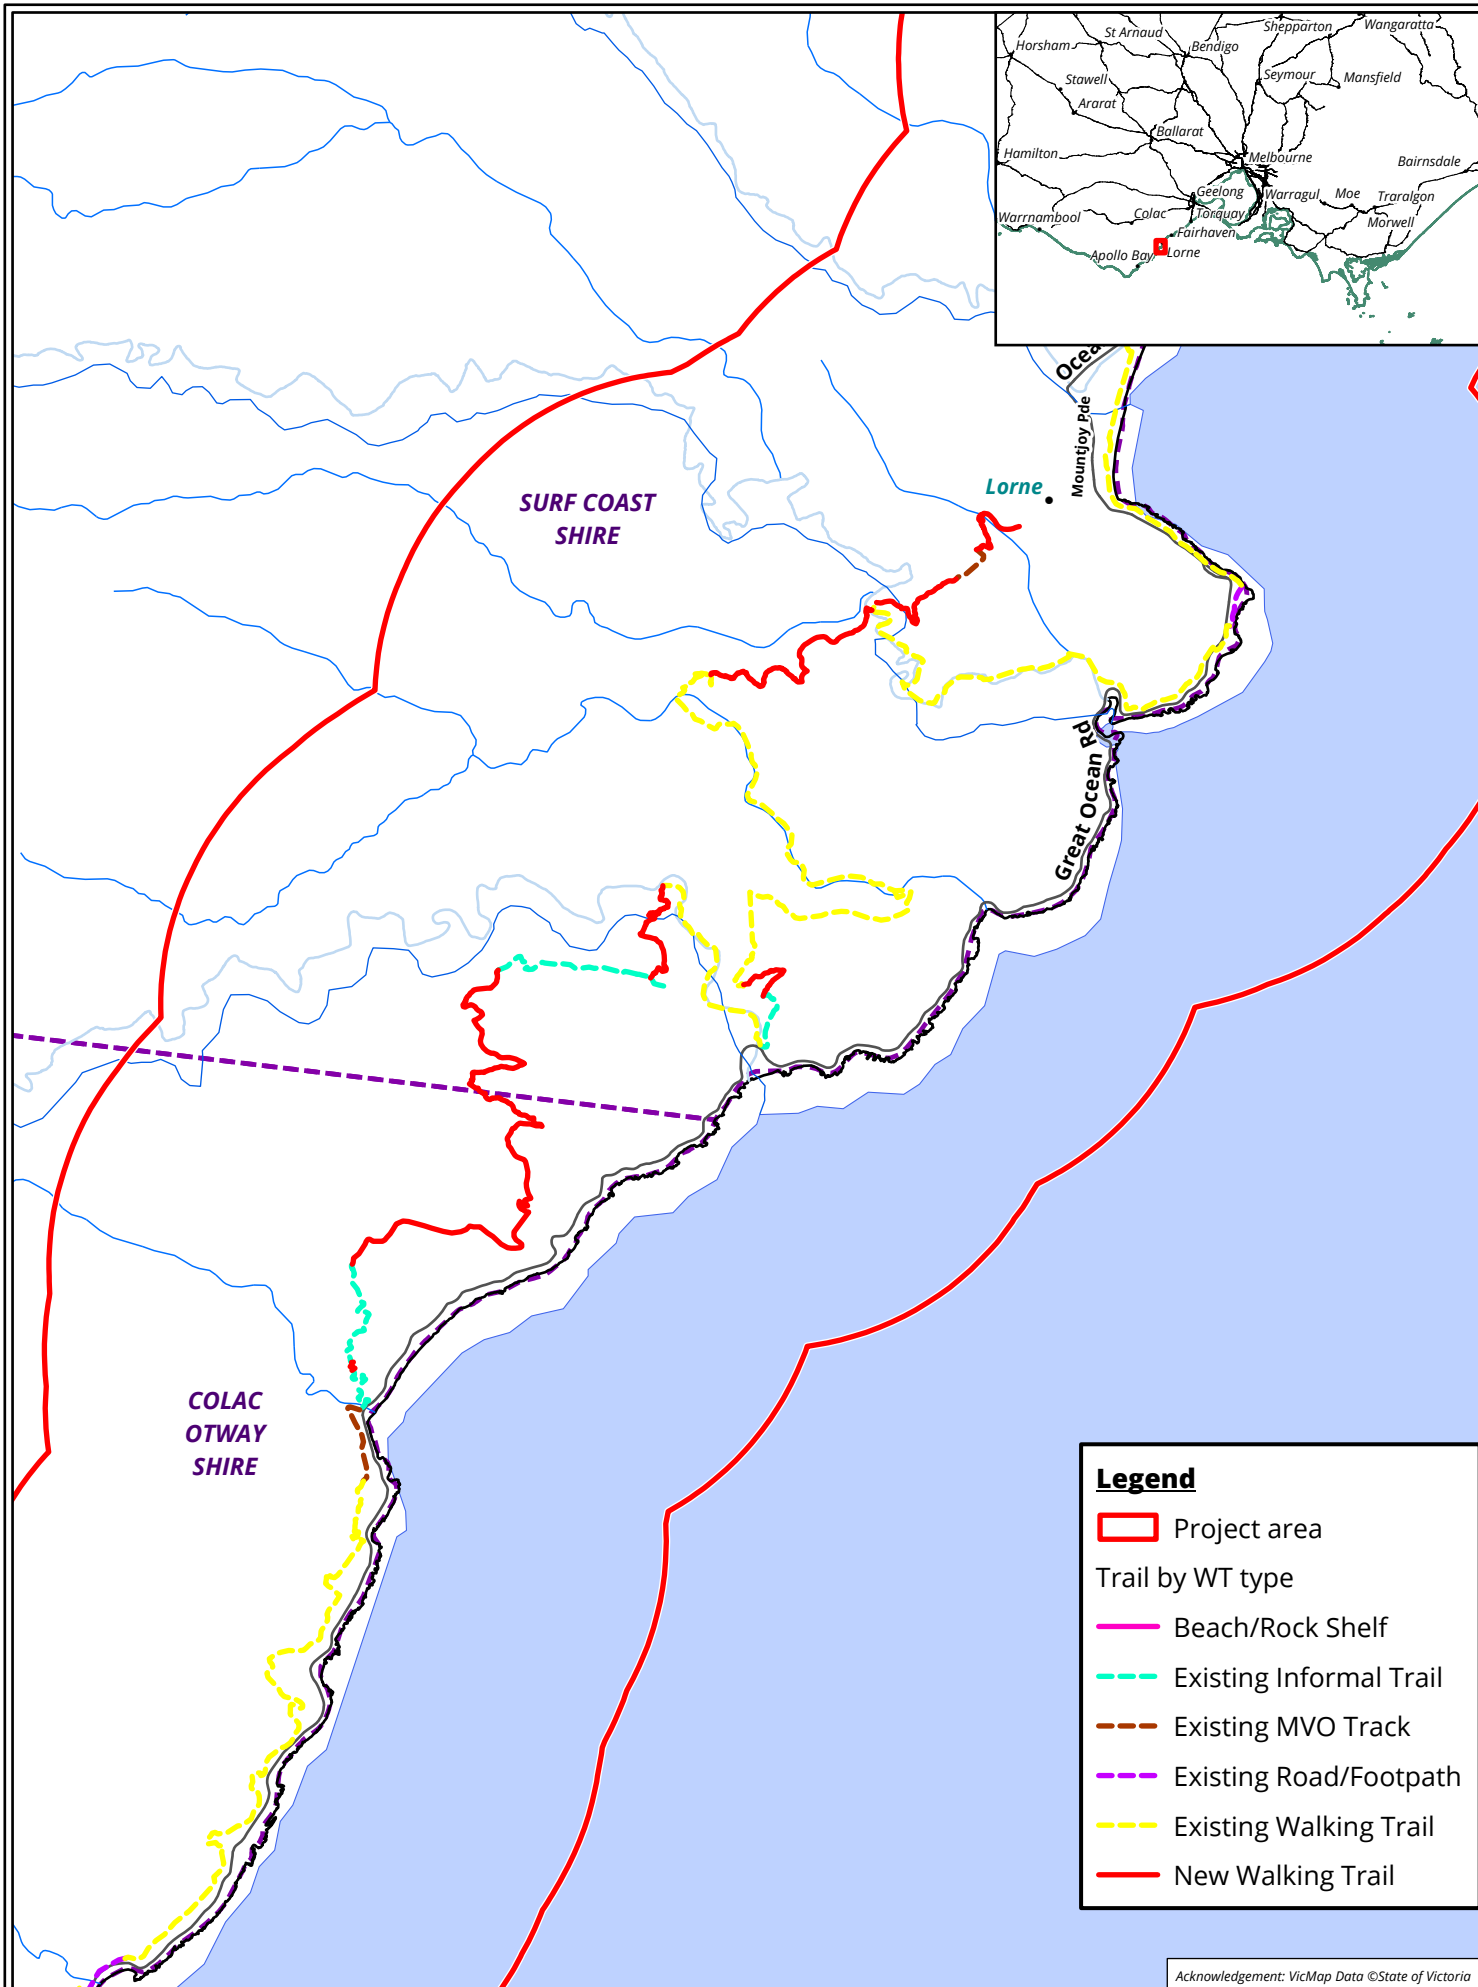 Shepparton
Wangaratta
St Arnaud
Horsham
Bendigo
Stawell
Seymour
Mansfield
Ararat
Ballarat
Hamilton
Melbourne
Bairnsdale
Geelong
Warragul
Moe
Traralgon
Warrnambool
Colac
Torquay
Morwell
Fairhaven
Apollo Bay
Lorne
Mountjoy Pde
Lorne
SURF COAST
SHIRE
Great Ocean Rd
COLAC
OTWAY
SHIRE
Legend
Project area
Trail by WT type
Beach/Rock Shelf
Existing Informal Trail
Existing MVO Track
Existing Road/Footpath
Existing Walking Trail
New Walking Trail
Acknowledgement: VicMap Data ©State of Victoria